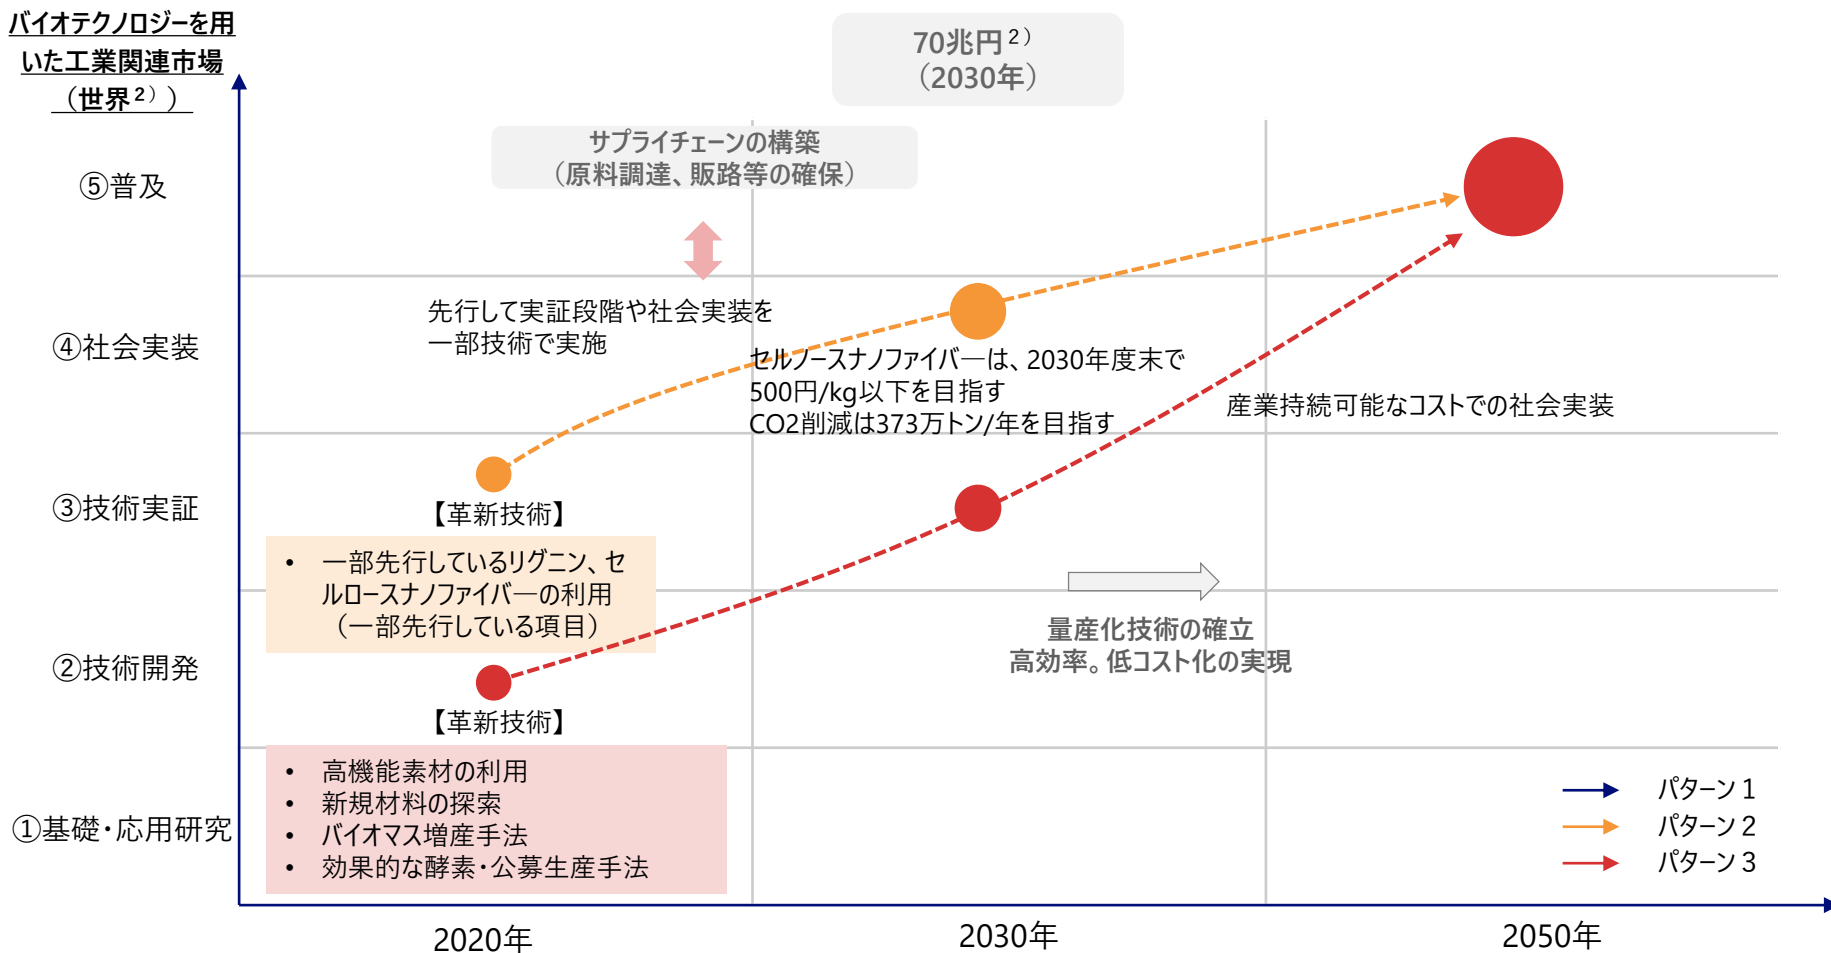 バイオテクノロジーを用
いた工業関連市場
（世界２））
70兆円２）
（2030年）
サプライチェーンの構築
（原料調達、販路等の確保）
⑤普及
先行して実証段階や社会実装を
一部技術で実施
④社会実装
セルノースナノファイバ―は、2030年度末で
500円/kg以下を目指す
CO2削減は373万トン/年を目指す
産業持続可能なコストでの社会実装
③技術実証
【革新技術】
• 一部先行しているリグニン、セ
ルロースナノファイバ―の利用
（一部先行している項目）
量産化技術の確立
高効率。低コスト化の実現
②技術開発
【革新技術】
• 高機能素材の利用
• 新規材料の探索
• バイオマス増産手法
• 効果的な酵素・公募生産手法
①基礎・応用研究
パターン１
パターン２
パターン３
2020年
2030年
2050年